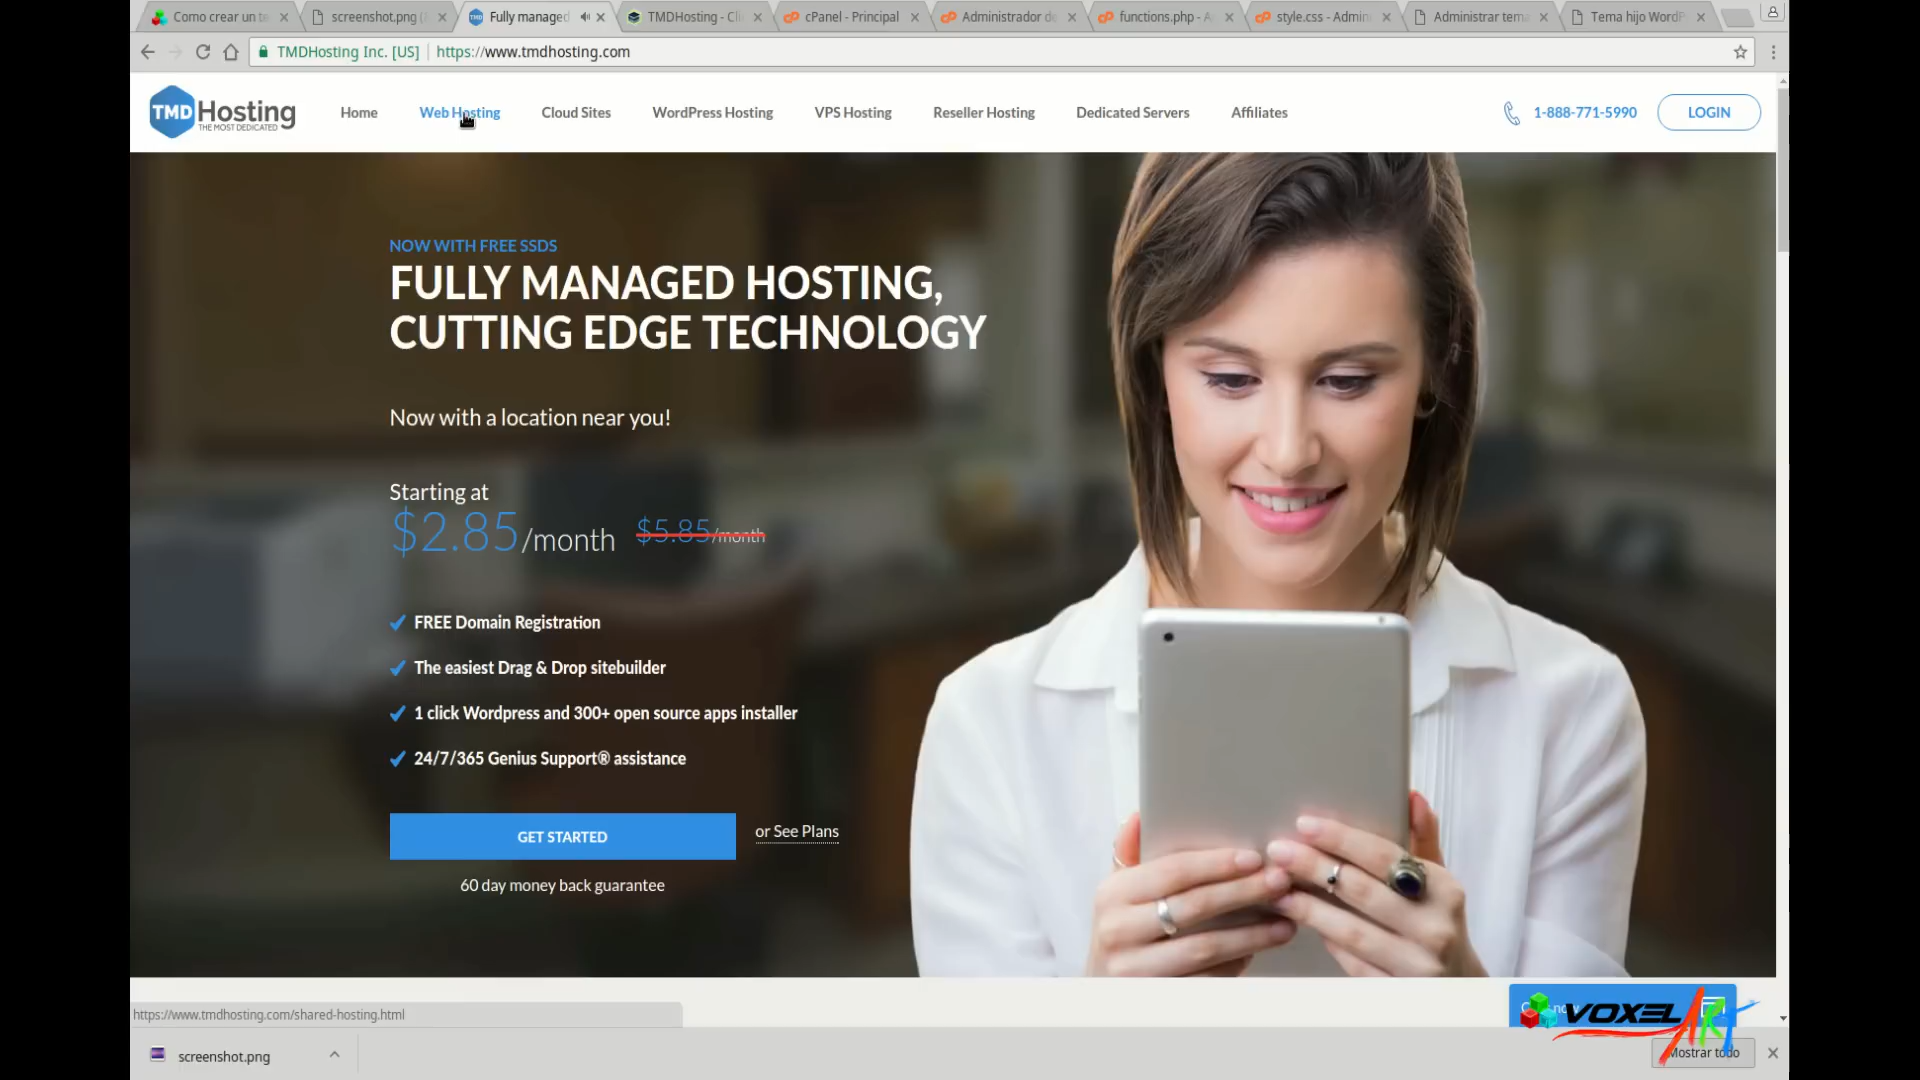 Como crear un te
screenshot.png (
Fully managed
TMDHosting - Cli
cPanel - Principal
Administrador de
functions.php - A
style.css - Admin
Administrar tema
Tema hijo WordP
TMDHosting Inc. [US]
https://www.tmdhosting.com
TMD Hosting
THE MOST DEDICATED
Home
Web Hosting
Cloud Sites
WordPress Hosting
VPS Hosting
Reseller Hosting
Dedicated Servers
Affiliates
1-888-771-5990
LOGIN
NOW WITH FREE SSDS
FULLY MANAGED HOSTING,
CUTTING EDGE TECHNOLOGY
Now with a location near you!
Starting at
$2.85/month $5.85/month
FREE Domain Registration
The easiest Drag & Drop sitebuilder
1 click Wordpress and 300+ open source apps installer
24/7/365 Genius Support® assistance
GET STARTED
or See Plans
60 day money back guarantee
https://www.tmdhosting.com/shared-hosting.html
VOXEL ART
screenshot.png
Mostrar todo